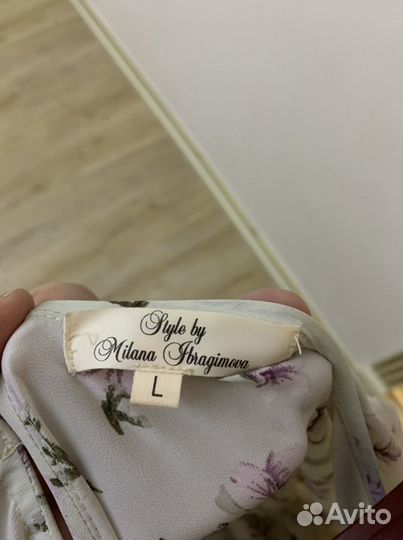 Style by
Milana Ibragimova
L
Avito